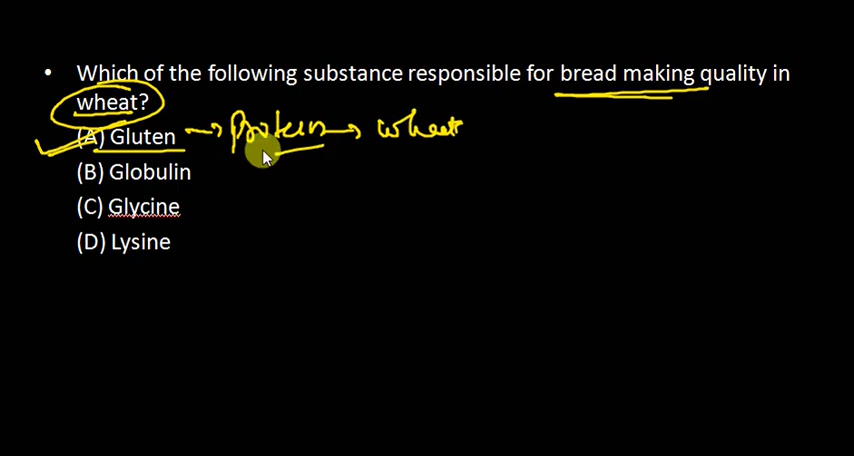 • Which of the following substance responsible for bread making quality in
wheat?
(A) Gluten → Protein → wheat
(B) Globulin
(C) Glycine
(D) Lysine